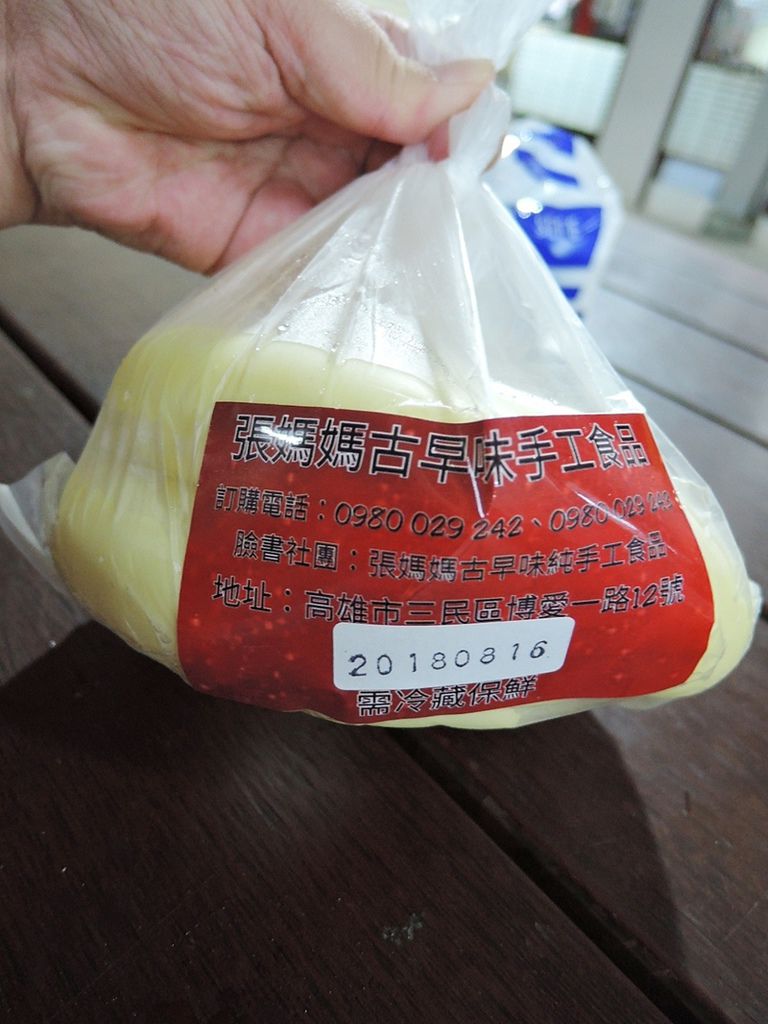 張媽媽古早味手工食品
訂購電話：0980 029 242、0980 029 243
臉書社團：張媽媽古早味純手工食品
地址：高雄市三民區博愛一路12號
20180816
需冷藏保鮮